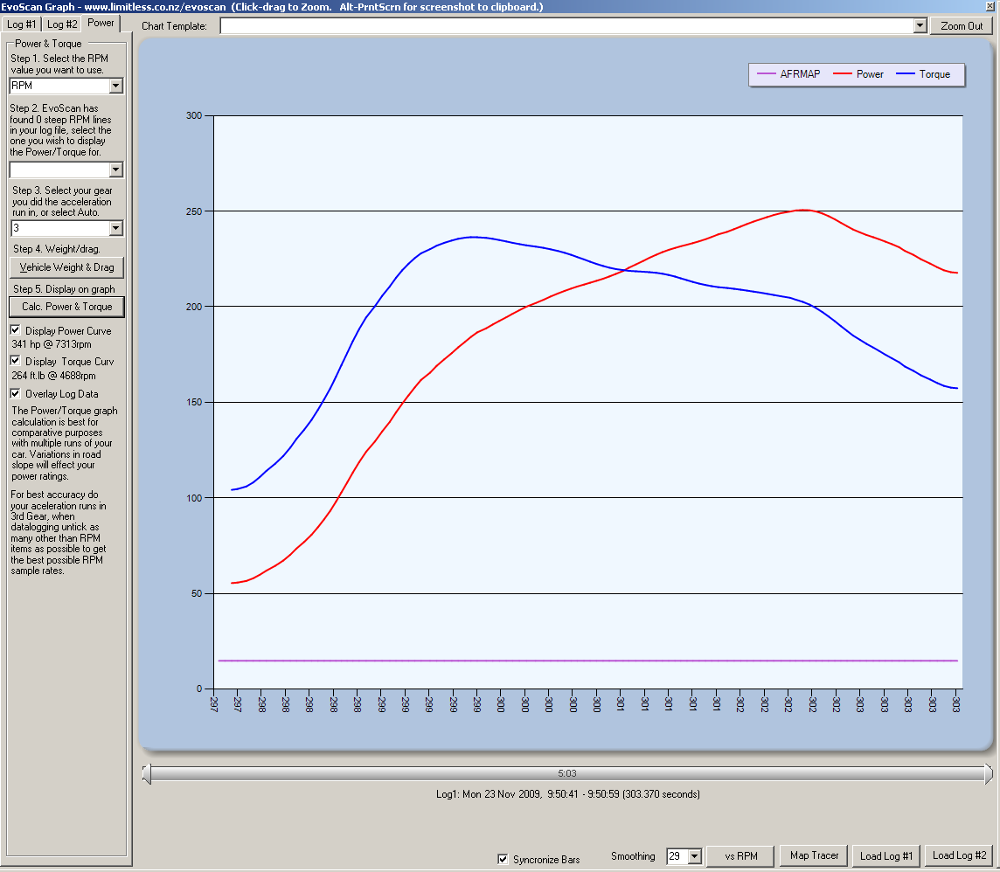 EvoScan Graph - www.limitless.co.nz/evoscan (Click-drag to Zoom. Alt-PrntScrn for screenshot to clipboard.)
Log #1 Log #2 Power
Chart Template:
Zoom Out
Power & Torque
Step 1. Select the RPM
value you want to use.
RPM
Step 2. EvoScan has
found 0 steep RPM lines
in your log file, select the
one you wish to display
the Power/Torque for.
Step 3. Select your gear
you did the acceleration
run in, or select Auto.
3
Step 4. Weight/drag.
Vehicle Weight & Drag
Step 5. Display on graph
Calc. Power & Torque
Display Power Curve
341 hp @ 7313rpm
Display Torque Curv
264 ft.lb @ 4688rpm
Overlay Log Data
The Power/Torque graph
calculation is best for
comparative purposes
with multiple runs of your
car. Variations in road
slope will effect your
power ratings.
For best accuracy do
your aceleration runs in
3rd Gear, when
datalogging untick as
many other than RPM
items as possible to get
the best possible RPM
sample rates.
AFRMAP Power Torque
300
250
200
150
100
50
0
297 297 298 298 298 298 298 299 299 299 299 299 300 300 300 300 300 301 301 301 301 301 302 302 302 302 302 303 303 303 303 303
5:03
Log1: Mon 23 Nov 2009, 9:50:41 - 9:50:59 (303.370 seconds)
Syncronize Bars
Smoothing
29
vs RPM
Map Tracer
Load Log #1
Load Log #2